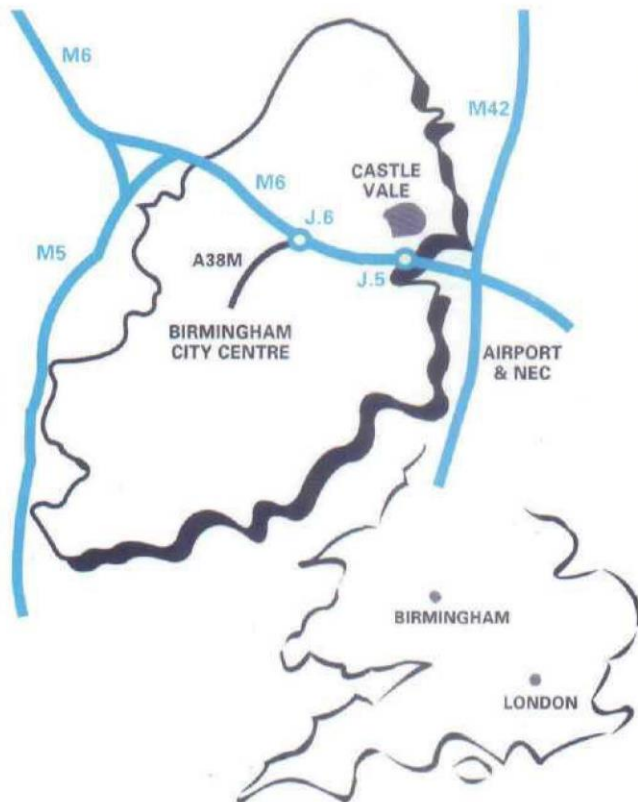 M6
M42
CASTLE
VALE
M6
J.6
M5
A38M
J.5
BIRMINGHAM
CITY CENTRE
AIRPORT
& NEC
BIRMINGHAM
LONDON